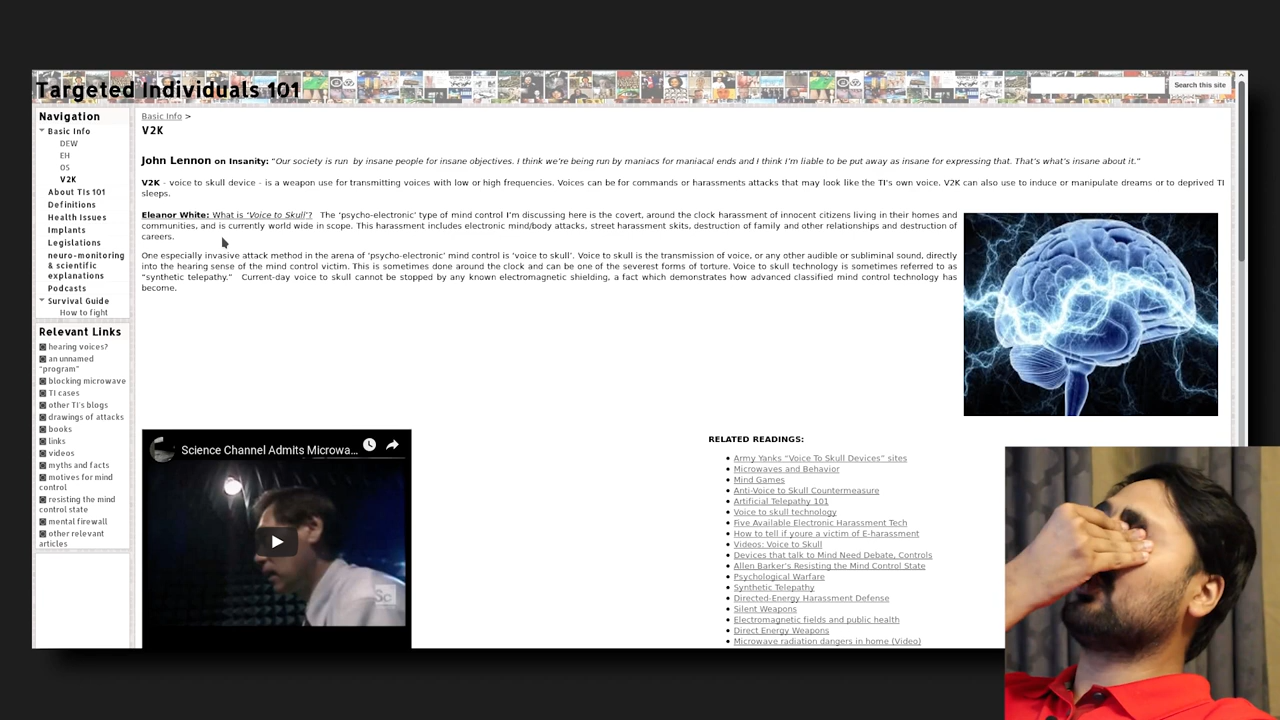 Targeted Individuals 101
Search this site
Navigation
Basic Info
DEW
EH
OS
V2K
About TIs 101
Definitions
Health Issues
Implants
Legislations
neuro-monitoring
& scientific
explanations
Podcasts
Survival Guide
How to fight
Relevant Links
hearing voices?
an unnamed
"program"
blocking microwave
TI cases
other TI's blogs
drawings of attacks
books
links
videos
myths and facts
motives for mind
control
resisting the mind
control state
mental firewall
other relevant
articles
Basic Info >
V2K
John Lennon on Insanity: “Our society is run by insane people for insane objectives. I think we’re being run by maniacs for maniacal ends and I think I’m liable to be put away as insane for expressing that. That’s what’s insane about it.”
V2K - voice to skull device - is a weapon use for transmitting voices with low or high frequencies. Voices can be for commands or harassments attacks that may look like the TI's own voice. V2K can also use to induce or manipulate dreams or to deprived TI
sleeps.
Eleanor White: What is ‘Voice to Skull’? The ‘psycho-electronic’ type of mind control I’m discussing here is the covert, around the clock harassment of innocent citizens living in their homes and
communities, and is currently world wide in scope. This harassment includes electronic mind/body attacks, street harassment skits, destruction of family and other relationships and destruction of
careers.
One especially invasive attack method in the arena of ‘psycho-electronic’ mind control is ‘voice to skull’. Voice to skull is the transmission of voice, or any other audible or subliminal sound, directly
into the hearing sense of the mind control victim. This is sometimes done around the clock and can be one of the severest forms of torture. Voice to skull technology is sometimes referred to as
“synthetic telepathy.” Current-day voice to skull cannot be stopped by any known electromagnetic shielding, a fact which demonstrates how advanced classified mind control technology has
become.
Science Channel Admits Microwa...
Sc
RELATED READINGS:
Army Yanks “Voice To Skull Devices” sites
Microwaves and Behavior
Mind Games
Anti-Voice to Skull Countermeasure
Artificial Telepathy 101
Voice to skull technology
Five Available Electronic Harassment Tech
How to tell if youre a victim of E-harassment
Videos: Voice to Skull
Devices that talk to Mind Need Debate, Controls
Allen Barker's Resisting the Mind Control State
Psychological Warfare
Synthetic Telepathy
Directed-Energy Harassment Defense
Silent Weapons
Electromagnetic fields and public health
Direct Energy Weapons
Microwave radiation dangers in home (Video)